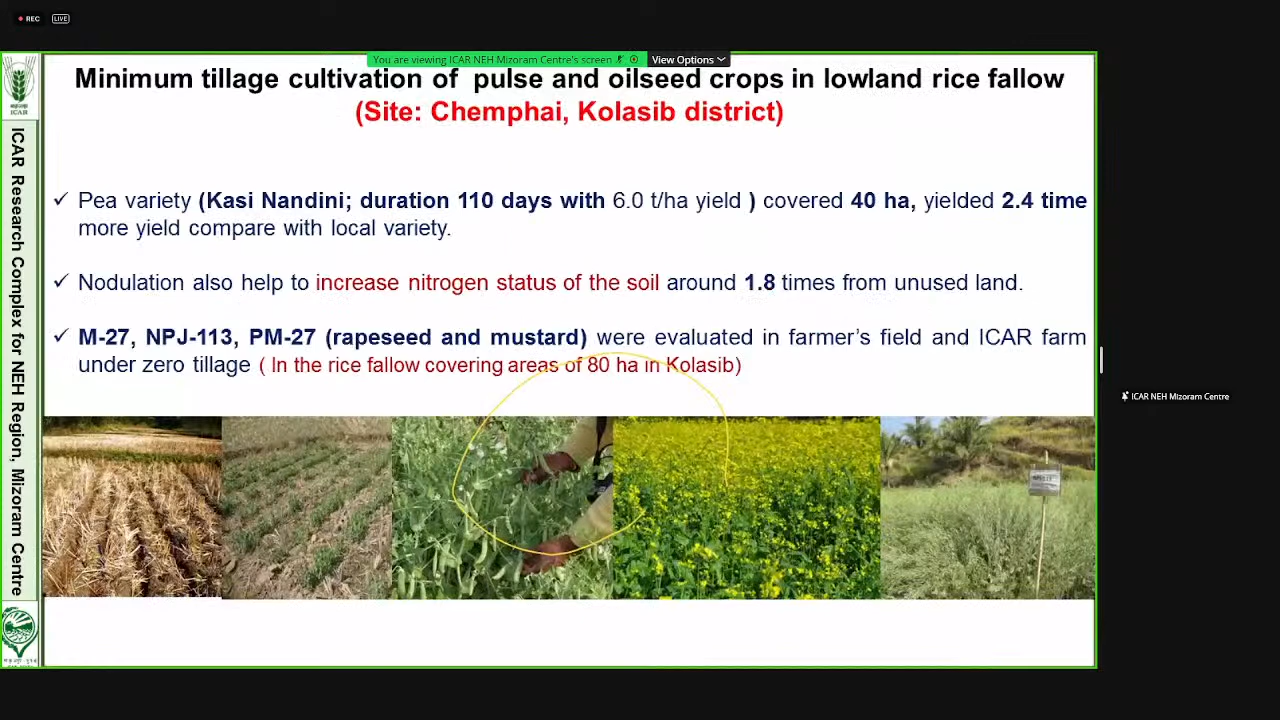 REC LIVE
You are viewing ICAR NEH Mizoram Centre's screen View Options
Minimum tillage cultivation of pulse and oilseed crops in lowland rice fallow
(Site: Chemphai, Kolasib district)
ICAR
ICAR Research Complex for NEH Region, Mizoram Centre
✓ Pea variety (Kasi Nandini; duration 110 days with 6.0 t/ha yield ) covered 40 ha, yielded 2.4 time
more yield compare with local variety.
✓ Nodulation also help to increase nitrogen status of the soil around 1.8 times from unused land.
✓ M-27, NPJ-113, PM-27 (rapeseed and mustard) were evaluated in farmer's field and ICAR farm
under zero tillage ( In the rice fallow covering areas of 80 ha in Kolasib)
ICAR NEH Mizoram Centre